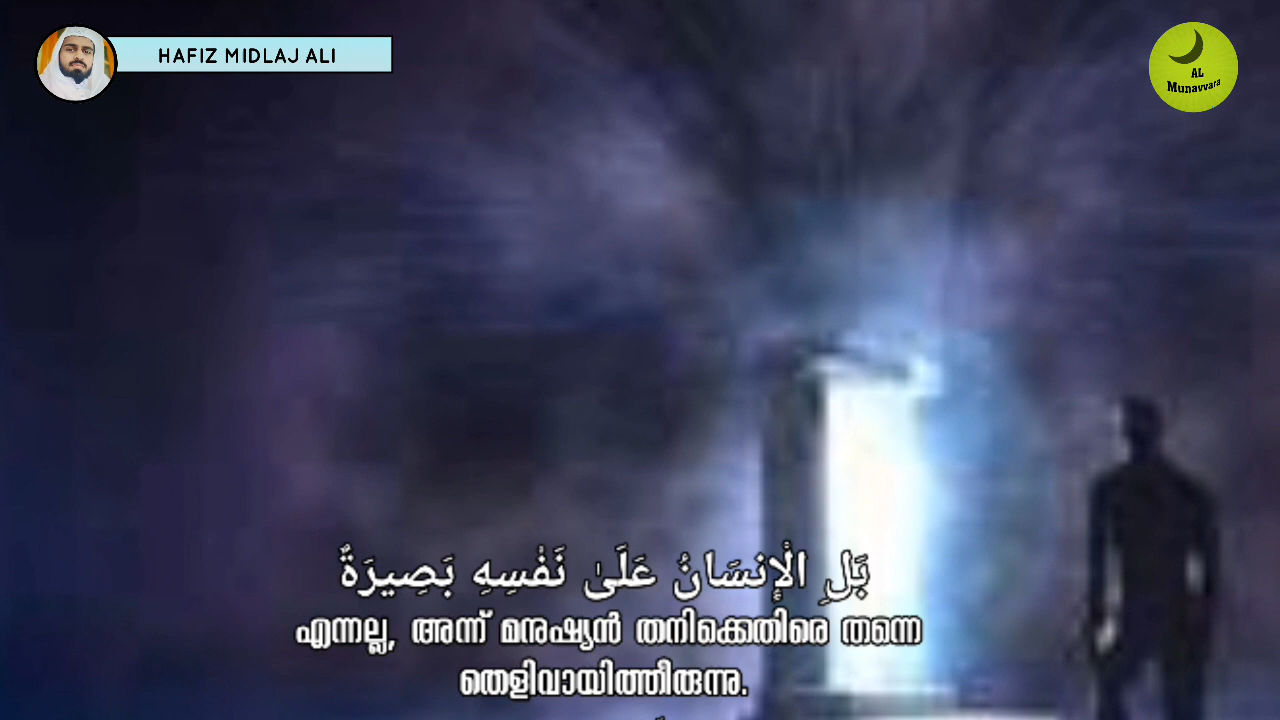 HAFIZ MIDLAJ ALI
AL
Munavvara
بَلِ الْإِنسَانُ عَلَىٰ نَفْسِهِ بَصِيرَةٌ
എന്നല്ല, അന്ന് മനുഷ്യൻ തനിക്കെതിരെ തന്നെ
തെളിവായിത്തീരുന്നു.